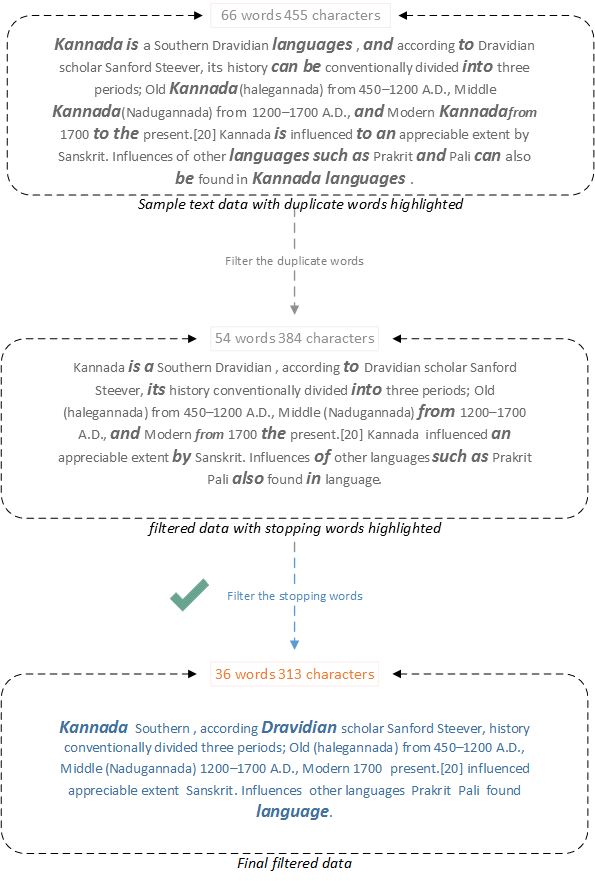 66 words 455 characters
Kannada is a Southern Dravidian languages , and according to Dravidian
scholar Sanford Steever, its history can be conventionally divided into three
periods; Old Kannada (halegannada) from 450–1200 A.D., Middle
Kannada (Nadugannada) from 1200–1700 A.D., and Modern Kannada from
1700 to the present.[20] Kannada is influenced to an appreciable extent by
Sanskrit. Influences of other languages such as Prakrit and Pali can also
be found in Kannada languages .
Sample text data with duplicate words highlighted
Filter the duplicate words
54 words 384 characters
Kannada is a Southern Dravidian , according to Dravidian scholar Sanford
Steever, its history conventionally divided into three periods; Old
(halegannada) from 450–1200 A.D., Middle (Nadugannada) from 1200–1700
A.D., and Modern from 1700 the present.[20] Kannada influenced an
appreciable extent by Sanskrit. Influences of other languages such as Prakrit
Pali also found in language.
filtered data with stopping words highlighted
Filter the stopping words
36 words 313 characters
Kannada Southern , according Dravidian scholar Sanford Steever, history
conventionally divided three periods; Old (halegannada) from 450–1200 A.D.,
Middle (Nadugannada) 1200–1700 A.D., Modern 1700 present.[20] influenced
appreciable extent Sanskrit. Influences other languages Prakrit Pali found
language.
Final filtered data